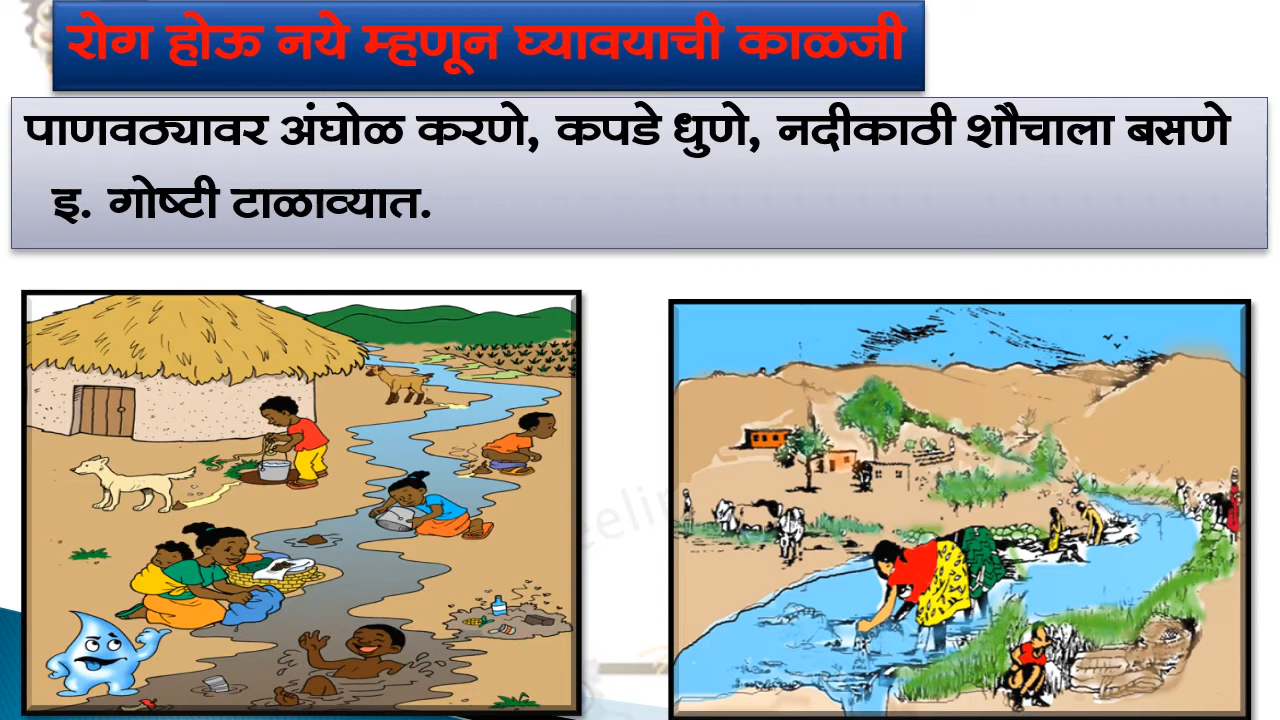 रोग होऊ नये म्हणून घ्यावयाची काळजी
पाणवठ्यावर अंघोळ करणे, कपडे धुणे, नदीकाठी शौचाला बसणे
इ. गोष्टी टाळाव्यात.